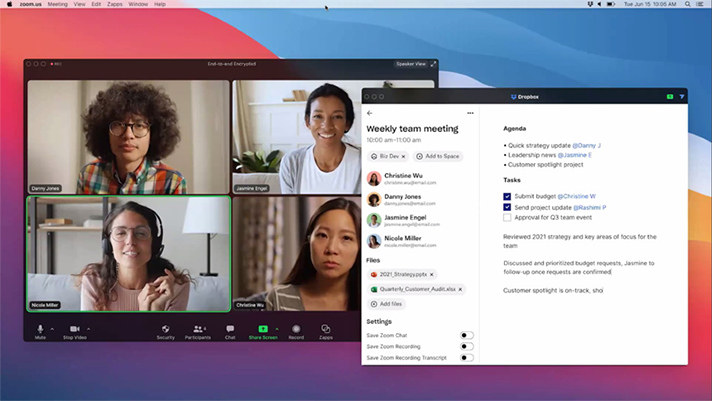 zoom.us Meeting View Edit Zapps Window Help
Tue Jun 15 10:05 AM
REC
End-to-end Encrypted
Speaker View
Danny Jones
Jasmine Engel
Nicole Miller
Christine Wu
Mute
Stop Video
Security
Participants
4
Chat
Share Screen
Record
Zapps
Dropbox
Weekly team meeting
10:00 am–11:00 am
Biz Dev ×
Add to Space
Christine Wu
christine.wu@email.com
Danny Jones
danny.jones@email.com
Jasmine Engel
jasmine.engel@email.com
Nicole Miller
nicole.miller@email.com
Files
2021_Strategy.pptx ×
Quarterly_Customer_Audit.xlsx ×
Add files
Settings
Save Zoom Chat
Save Zoom Recording
Save Zoom Recording Transcript
Agenda
• Quick strategy update @Danny J
• Leadership news @Jasmine E
• Customer spotlight project
Tasks
Submit budget @Christine W
Send project update @Rashmi P
Approval for Q3 team event
Reviewed 2021 strategy and key areas of focus for the
team
Discussed and prioritized budget requests, Jasmine to
follow-up once requests are confirmed
Customer spotlight is on-track, sho